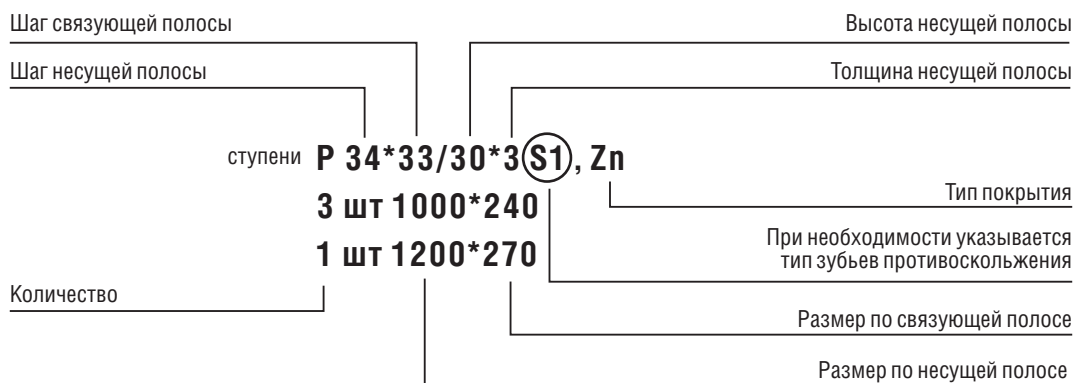 Шаг связующей полосы
Высота несущей полосы
Шаг несущей полосы
Толщина несущей полосы
ступени Р 34*33/30*3 S1, Zn
3 шт 1000*240
1 шт 1200*270
Тип покрытия
При необходимости указывается
тип зубьев противоскольжения
Количество
Размер по связующей полосе
Размер по несущей полосе